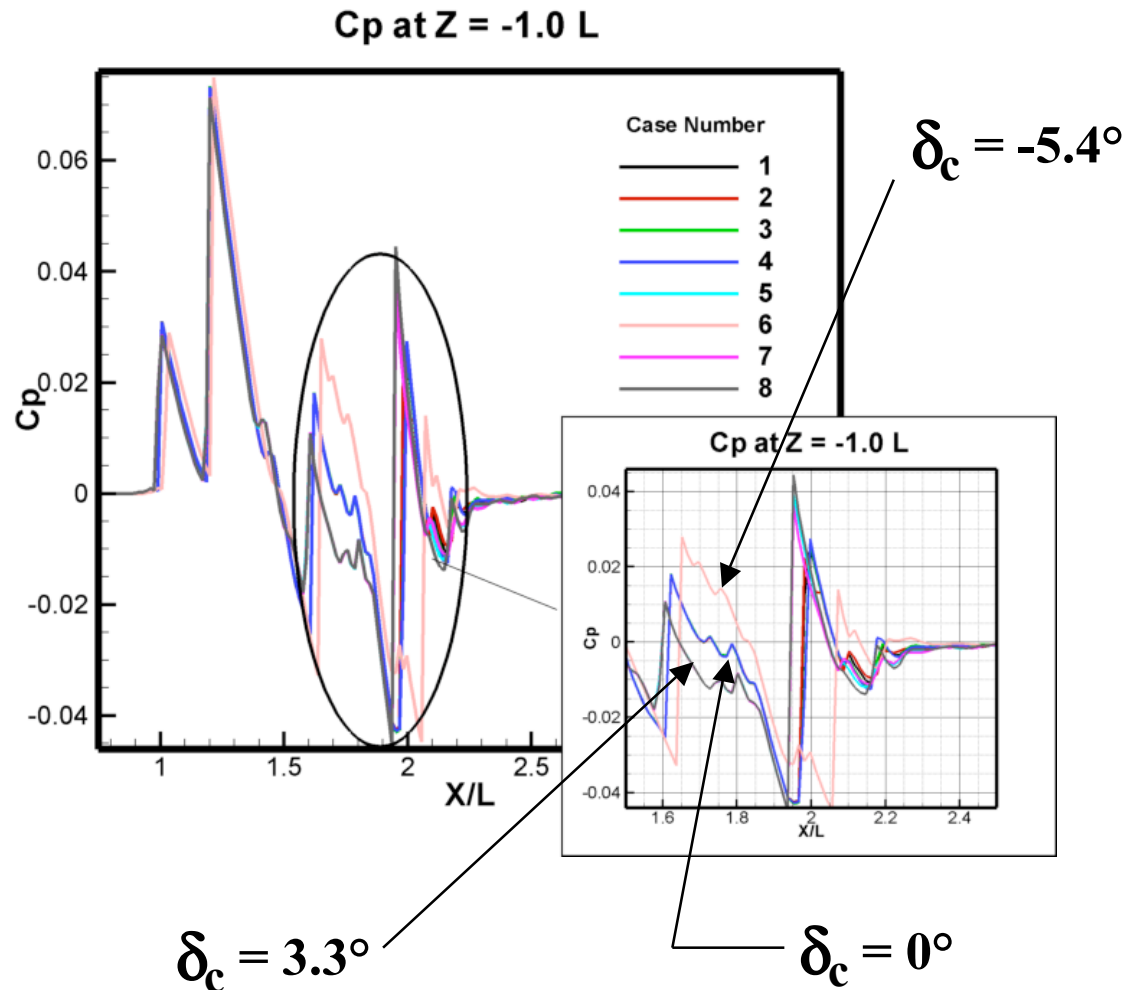 Cp at Z = -1.0 L
Case Number
1
2
3
4
5
6
7
8
δc = -5.4°
0.06
0.04
0.02
0
-0.02
-0.04
Cp
1
1.5
2
2.5
X/L
Cp at Z = -1.0 L
0.04
0.02
0
-0.02
-0.04
Cp
1.6
1.8
2
2.2
2.4
X/L
δc = 3.3°
δc = 0°